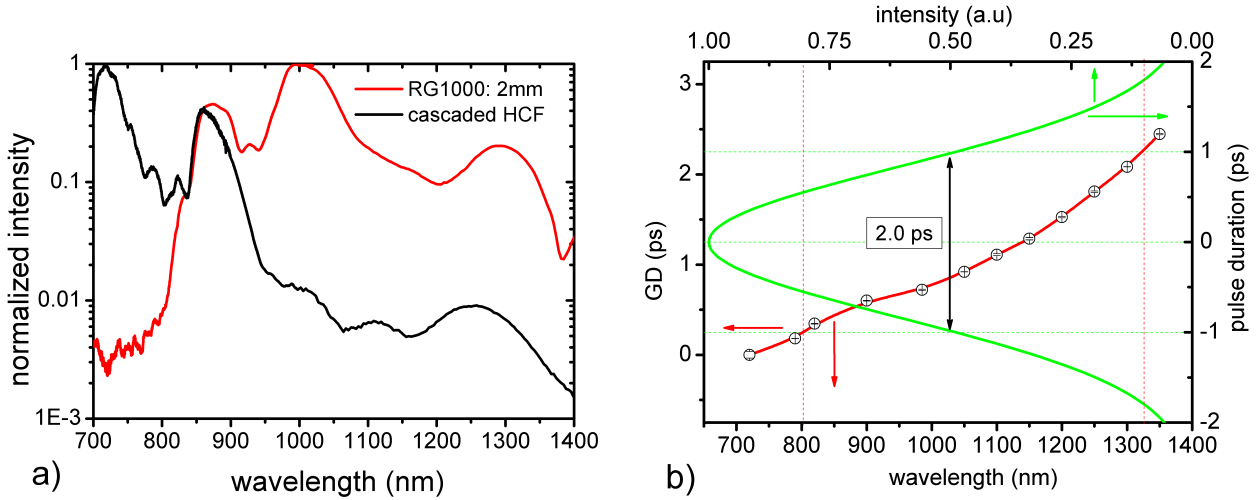 1
0.1
0.01
1E-3
normalized intensity
RG1000: 2mm
cascaded HCF
700 800 900 1000 1100 1200 1300 1400
wavelength (nm)
a)
intensity (a.u)
1.00 0.75 0.50 0.25 0.00
3
2
1
0
GD (ps)
2.0 ps
2
1
0
-1
-2
pulse duration (ps)
700 800 900 1000 1100 1200 1300 1400
wavelength (nm)
b)